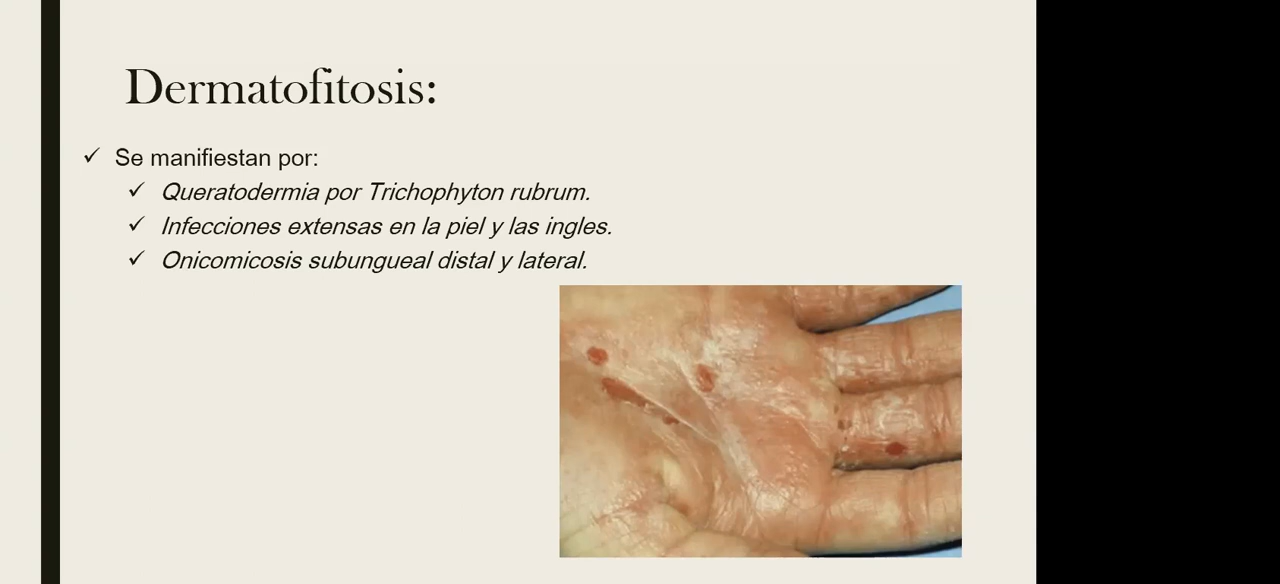 Dermatofitosis:
✓ Se manifiestan por:
✓ Queratodermia por Trichophyton rubrum.
✓ Infecciones extensas en la piel y las ingles.
✓ Onicomicosis subungueal distal y lateral.